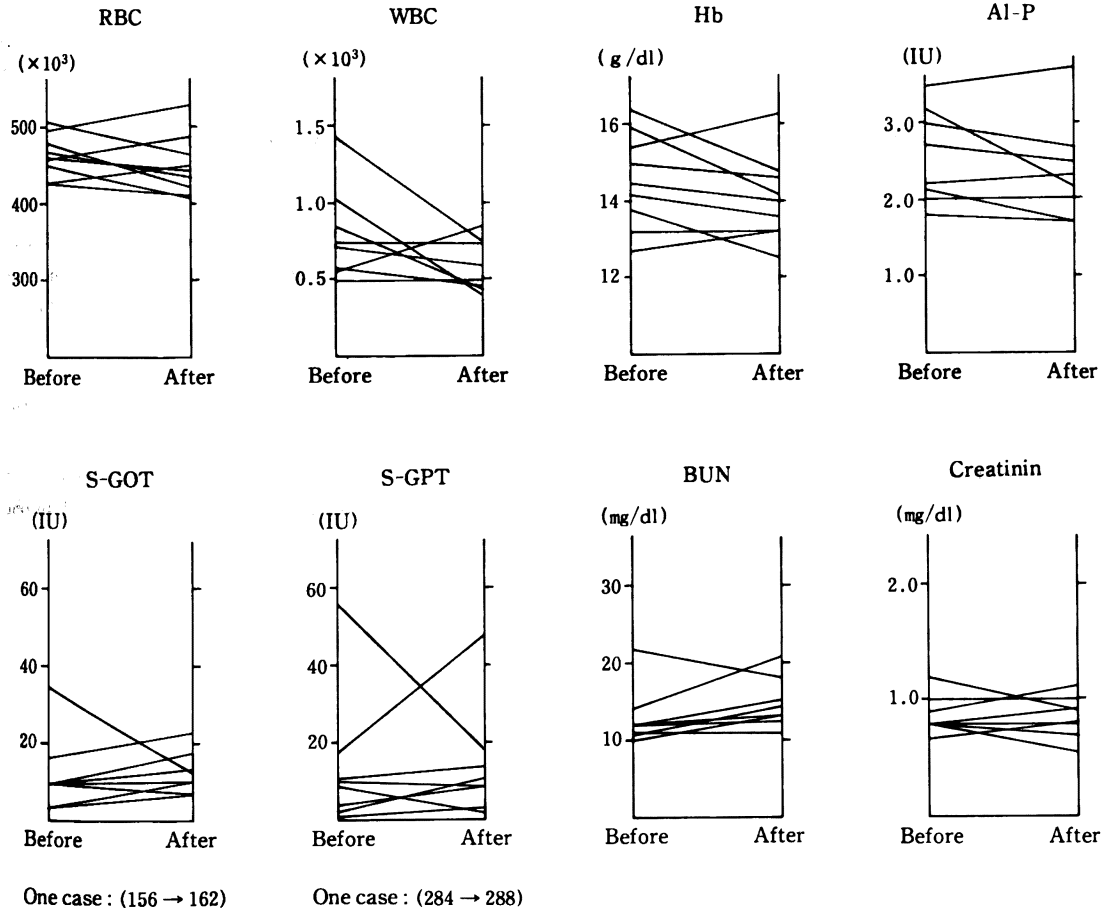 RBC
(×10³)
500
400
300
Before After
WBC
(×10³)
1.5
1.0
0.5
Before After
Hb
(g/dl)
16
14
12
Before After
Al-P
(IU)
3.0
2.0
1.0
Before After
S-GOT
(IU)
60
40
20
Before After
One case : (156 → 162)
S-GPT
(IU)
60
40
20
Before After
One case : (284 → 288)
BUN
(mg/dl)
30
20
10
Before After
Creatinin
(mg/dl)
2.0
1.0
Before After